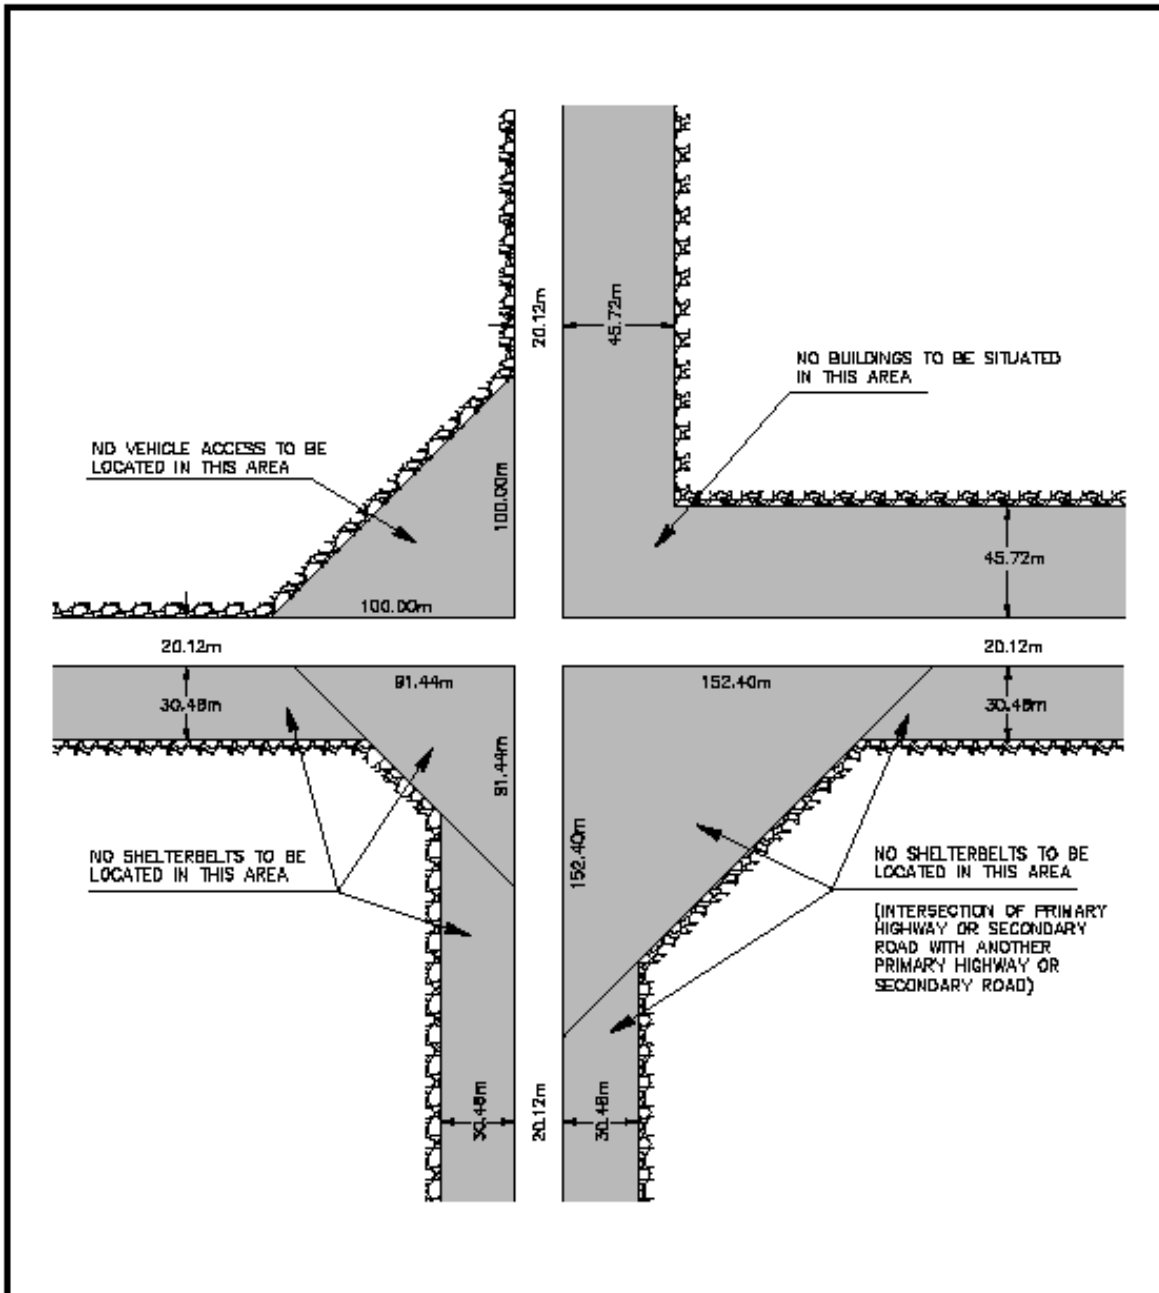 20.12m
45.72m
NO BUILDINGS TO BE SITUATED
IN THIS AREA
NO VEHICLE ACCESS TO BE
LOCATED IN THIS AREA
100.00m
100.00m
45.72m
20.12m
20.12m
91.44m
152.40m
30.48m
30.48m
91.44m
152.40m
NO SHELTERBELTS TO BE
LOCATED IN THIS AREA
NO SHELTERBELTS TO BE
LOCATED IN THIS AREA
(INTERSECTION OF PRIMARY
HIGHWAY OR SECONDARY
ROAD WITH ANOTHER
PRIMARY HIGHWAY OR
SECONDARY ROAD)
30.48m
20.12m
30.48m